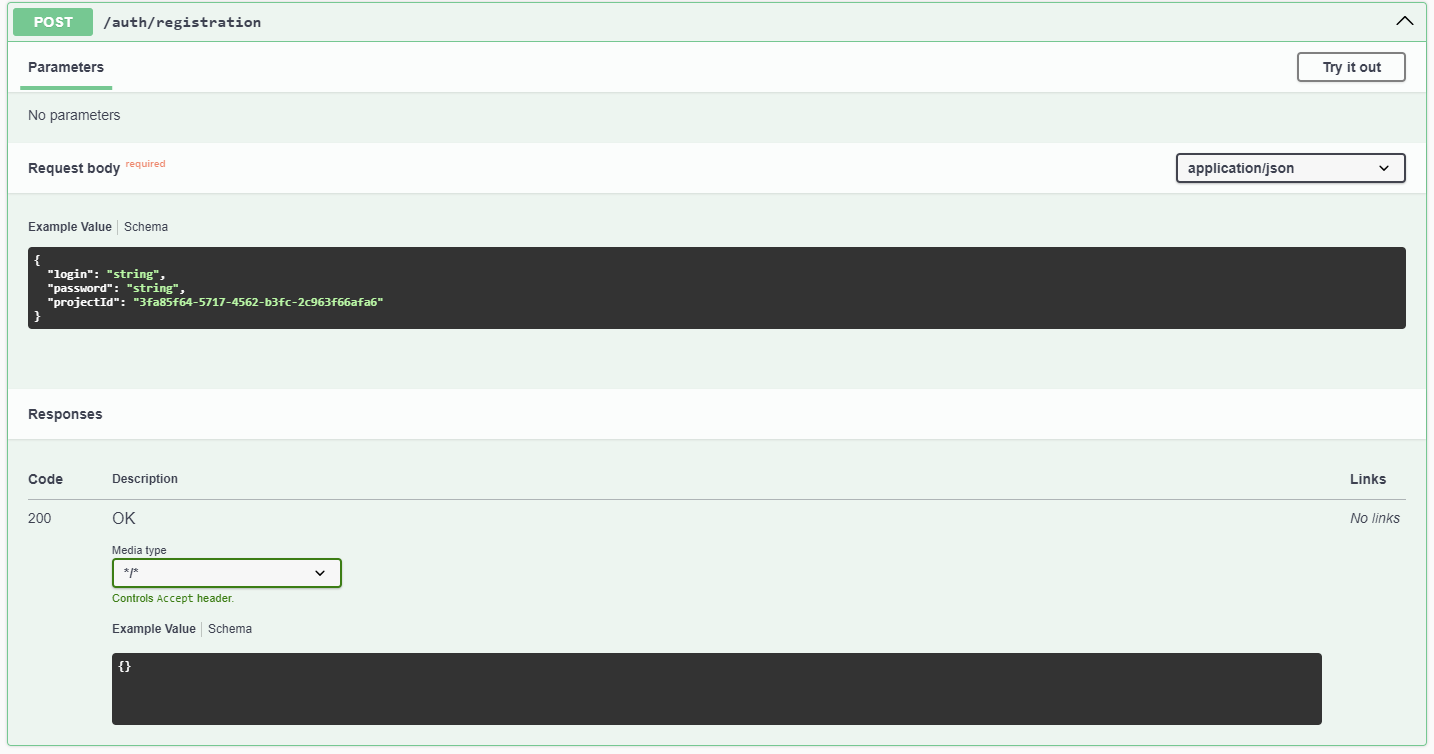 POST /auth/registration
Parameters
Try it out
No parameters
Request body required
application/json
Example Value Schema
{
  "login": "string",
  "password": "string",
  "projectId": "3fa85f64-5717-4562-b3fc-2c963f66afa6"
}
Responses
Code Description Links
200 OK No links
Media type
*/*
Controls Accept header.
Example Value Schema
{}